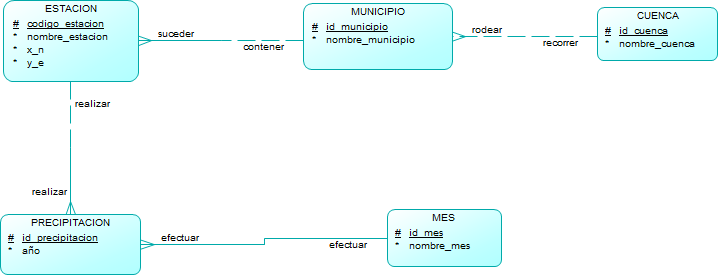 ESTACION
# codigo_estacion
* nombre_estacion
* x_n
* y_e
suceder
contener
MUNICIPIO
# id_municipio
* nombre_municipio
rodear
recorrer
CUENCA
# id_cuenca
* nombre_cuenca
realizar
realizar
PRECIPITACION
# id_precipitacion
* año
efectuar
efectuar
MES
# id_mes
* nombre_mes